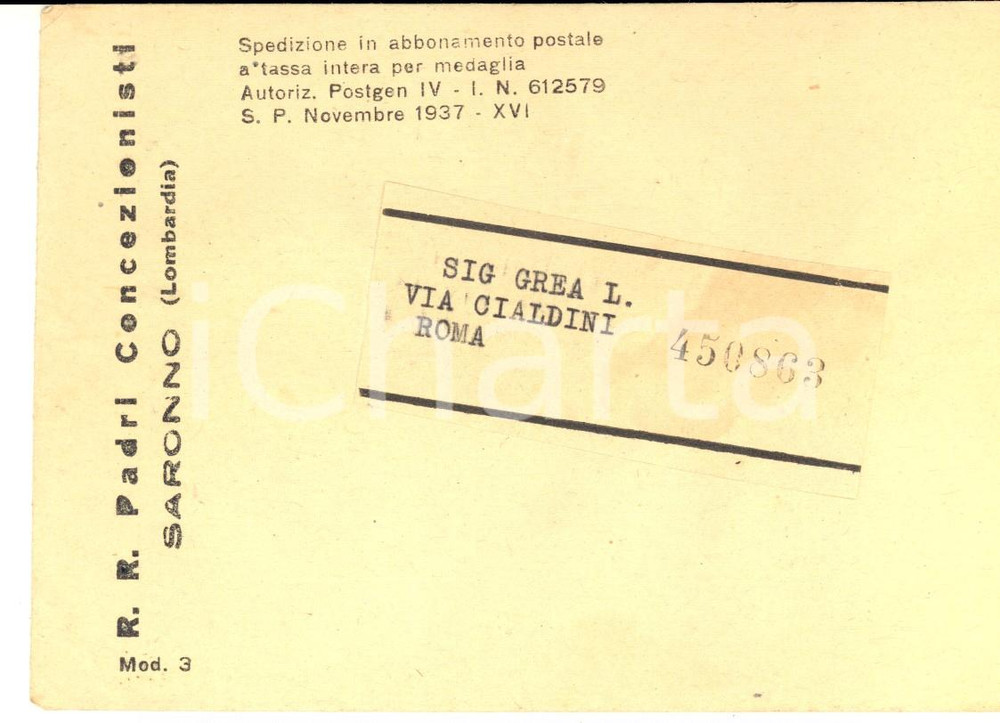 Spedizione in abbonamento postale
a*tassa intera per medaglia
Autoriz. Postgen IV - I. N. 612579
S. P. Novembre 1937 - XVI
R. R. Padri Concezionisti
SARONNO (Lombardia)
Mod. 3
SIG GREA L.
VIA CIALDINI
ROMA
450863
iCharta